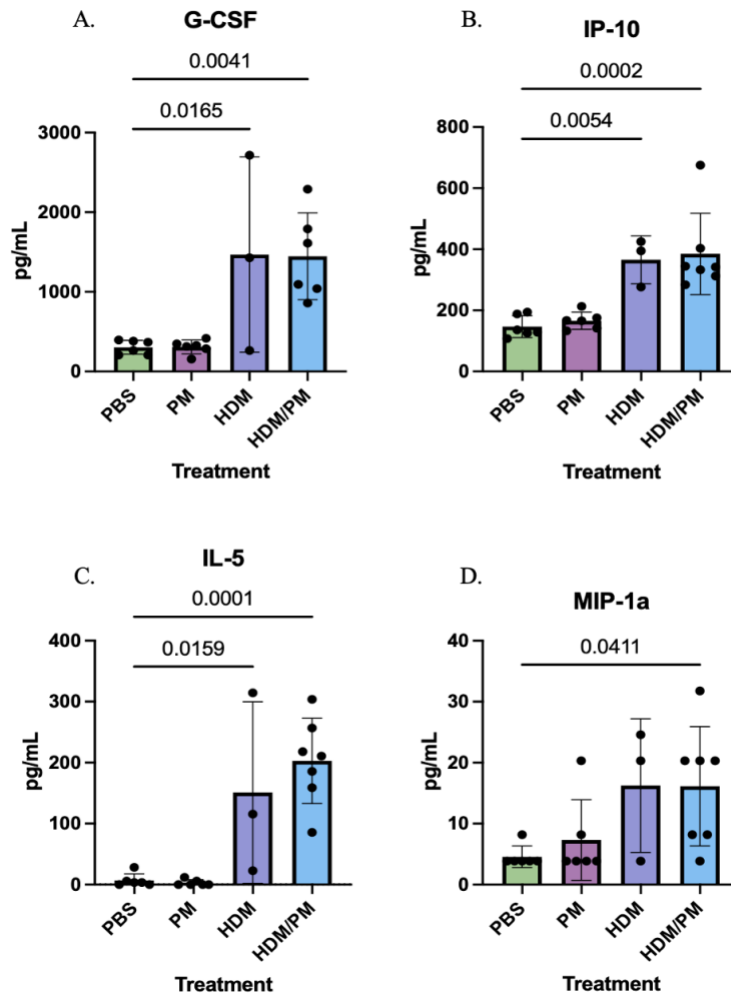 A.
G-CSF
0.0041
0.0165
3000
2000
1000
0
pg/mL
PBS
PM
HDM
HDM/PM
Treatment
B.
IP-10
0.0002
0.0054
800
600
400
200
0
pg/mL
PBS
PM
HDM
HDM/PM
Treatment
C.
IL-5
0.0001
0.0159
400
300
200
100
0
pg/mL
PBS
PM
HDM
HDM/PM
Treatment
D.
MIP-1a
0.0411
40
30
20
10
0
pg/mL
PBS
PM
HDM
HDM/PM
Treatment